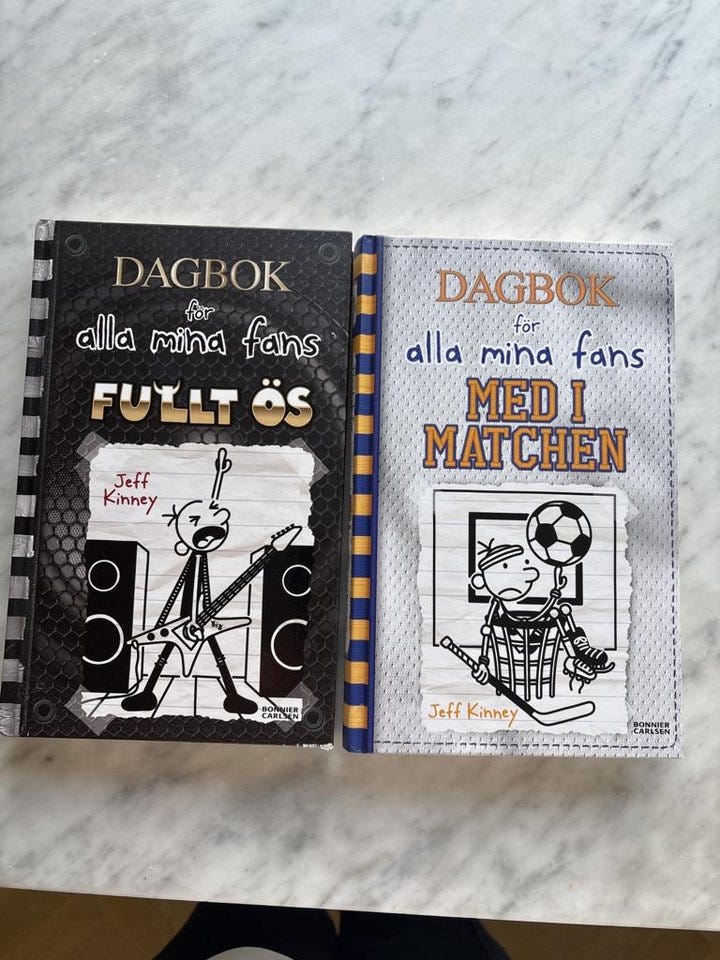 DAGBOK
för
alla mina fans
FULLT ÖS
Jeff
Kinney
BIB
BONNIER
CARLSEN
DAGBOK
för
alla mina fans
MED I
MATCHEN
Jeff Kinney
BONNIER
CARLSEN